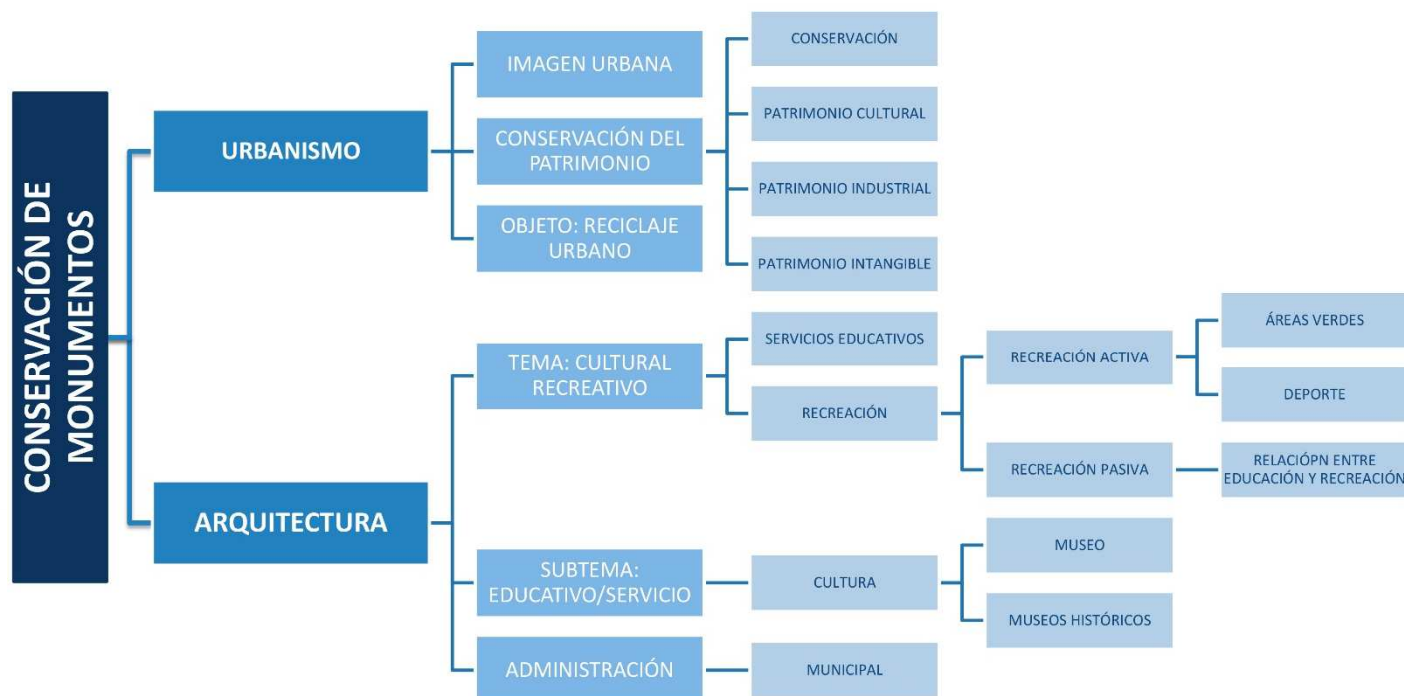 CONSERVACIÓN DE
MONUMENTOS
URBANISMO
IMAGEN URBANA
CONSERVACIÓN DEL
PATRIMONIO
CONSERVACIÓN
PATRIMONIO CULTURAL
PATRIMONIO INDUSTRIAL
PATRIMONIO INTANGIBLE
OBJETO: RECICLAJE
URBANO
ARQUITECTURA
TEMA: CULTURAL
RECREATIVO
SERVICIOS EDUCATIVOS
RECREACIÓN
RECREACIÓN ACTIVA
ÁREAS VERDES
DEPORTE
RECREACIÓN PASIVA
RELACIÓPN ENTRE
EDUCACIÓN Y RECREACIÓN
SUBTEMA:
EDUCATIVO/SERVICIO
CULTURA
MUSEO
MUSEOS HISTÓRICOS
ADMINISTRACIÓN
MUNICIPAL